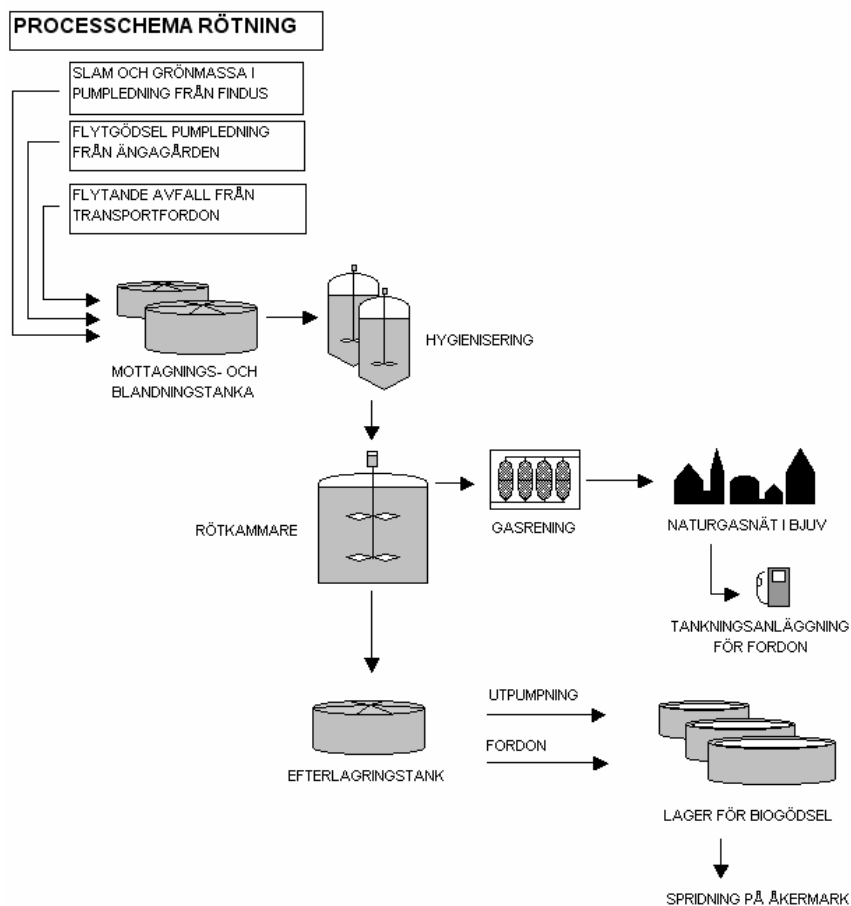 PROCESSCHEMA RÖTNING
SLAM OCH GRÖNMASSA I
PUMPLEDNING FRÅN FINDUS
FLYTGÖDSEL PUMPLEDNING
FRÅN ÄNGAGÅRDEN
FLYTANDE AVFALL FRÅN
TRANSPORTFORDON
MOTTAGNINGS- OCH
BLANDNINGSTANKA
HYGIENISERING
RÖTKAMMARE
GASRENING
NATURGASNÄT I BJUV
TANKNINGSANLÄGGNING
FÖR FORDON
EFTERLAGRINGSTANK
UTPUMPNING
FORDON
LAGER FÖR BIOGÖDSEL
SPRIDNING PÅ ÅKERMARK